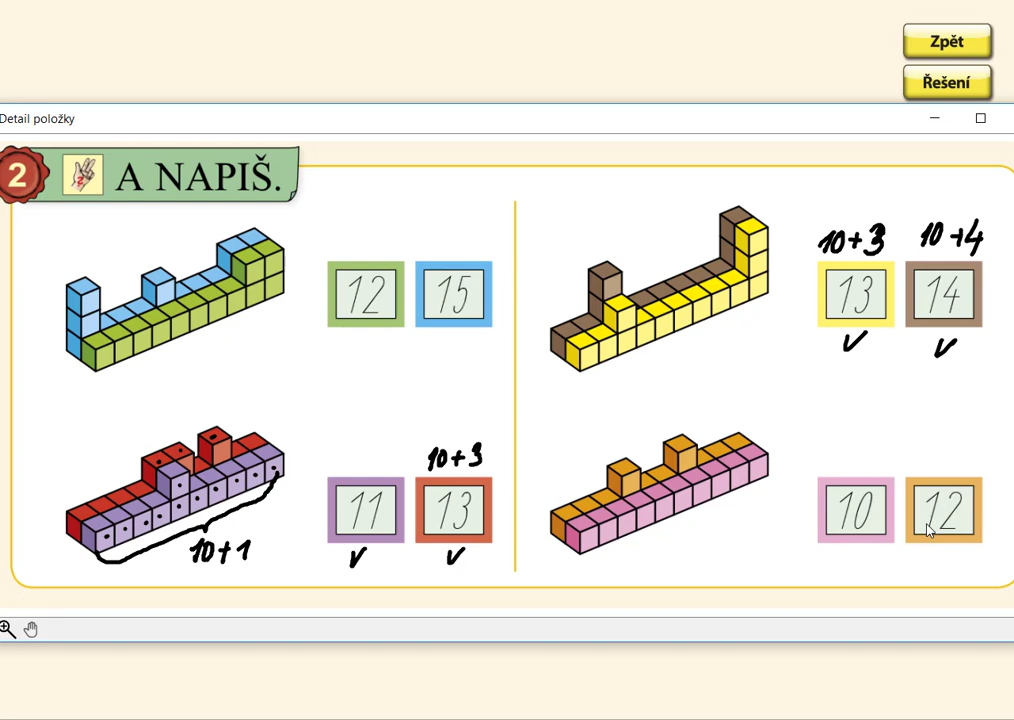 Zpět
Řešení
Detail položky
2 2 A NAPIŠ.
12 15
10+3 10+4
13 14
✓ ✓
10+3
11 13
10+1 ✓ ✓
10 12